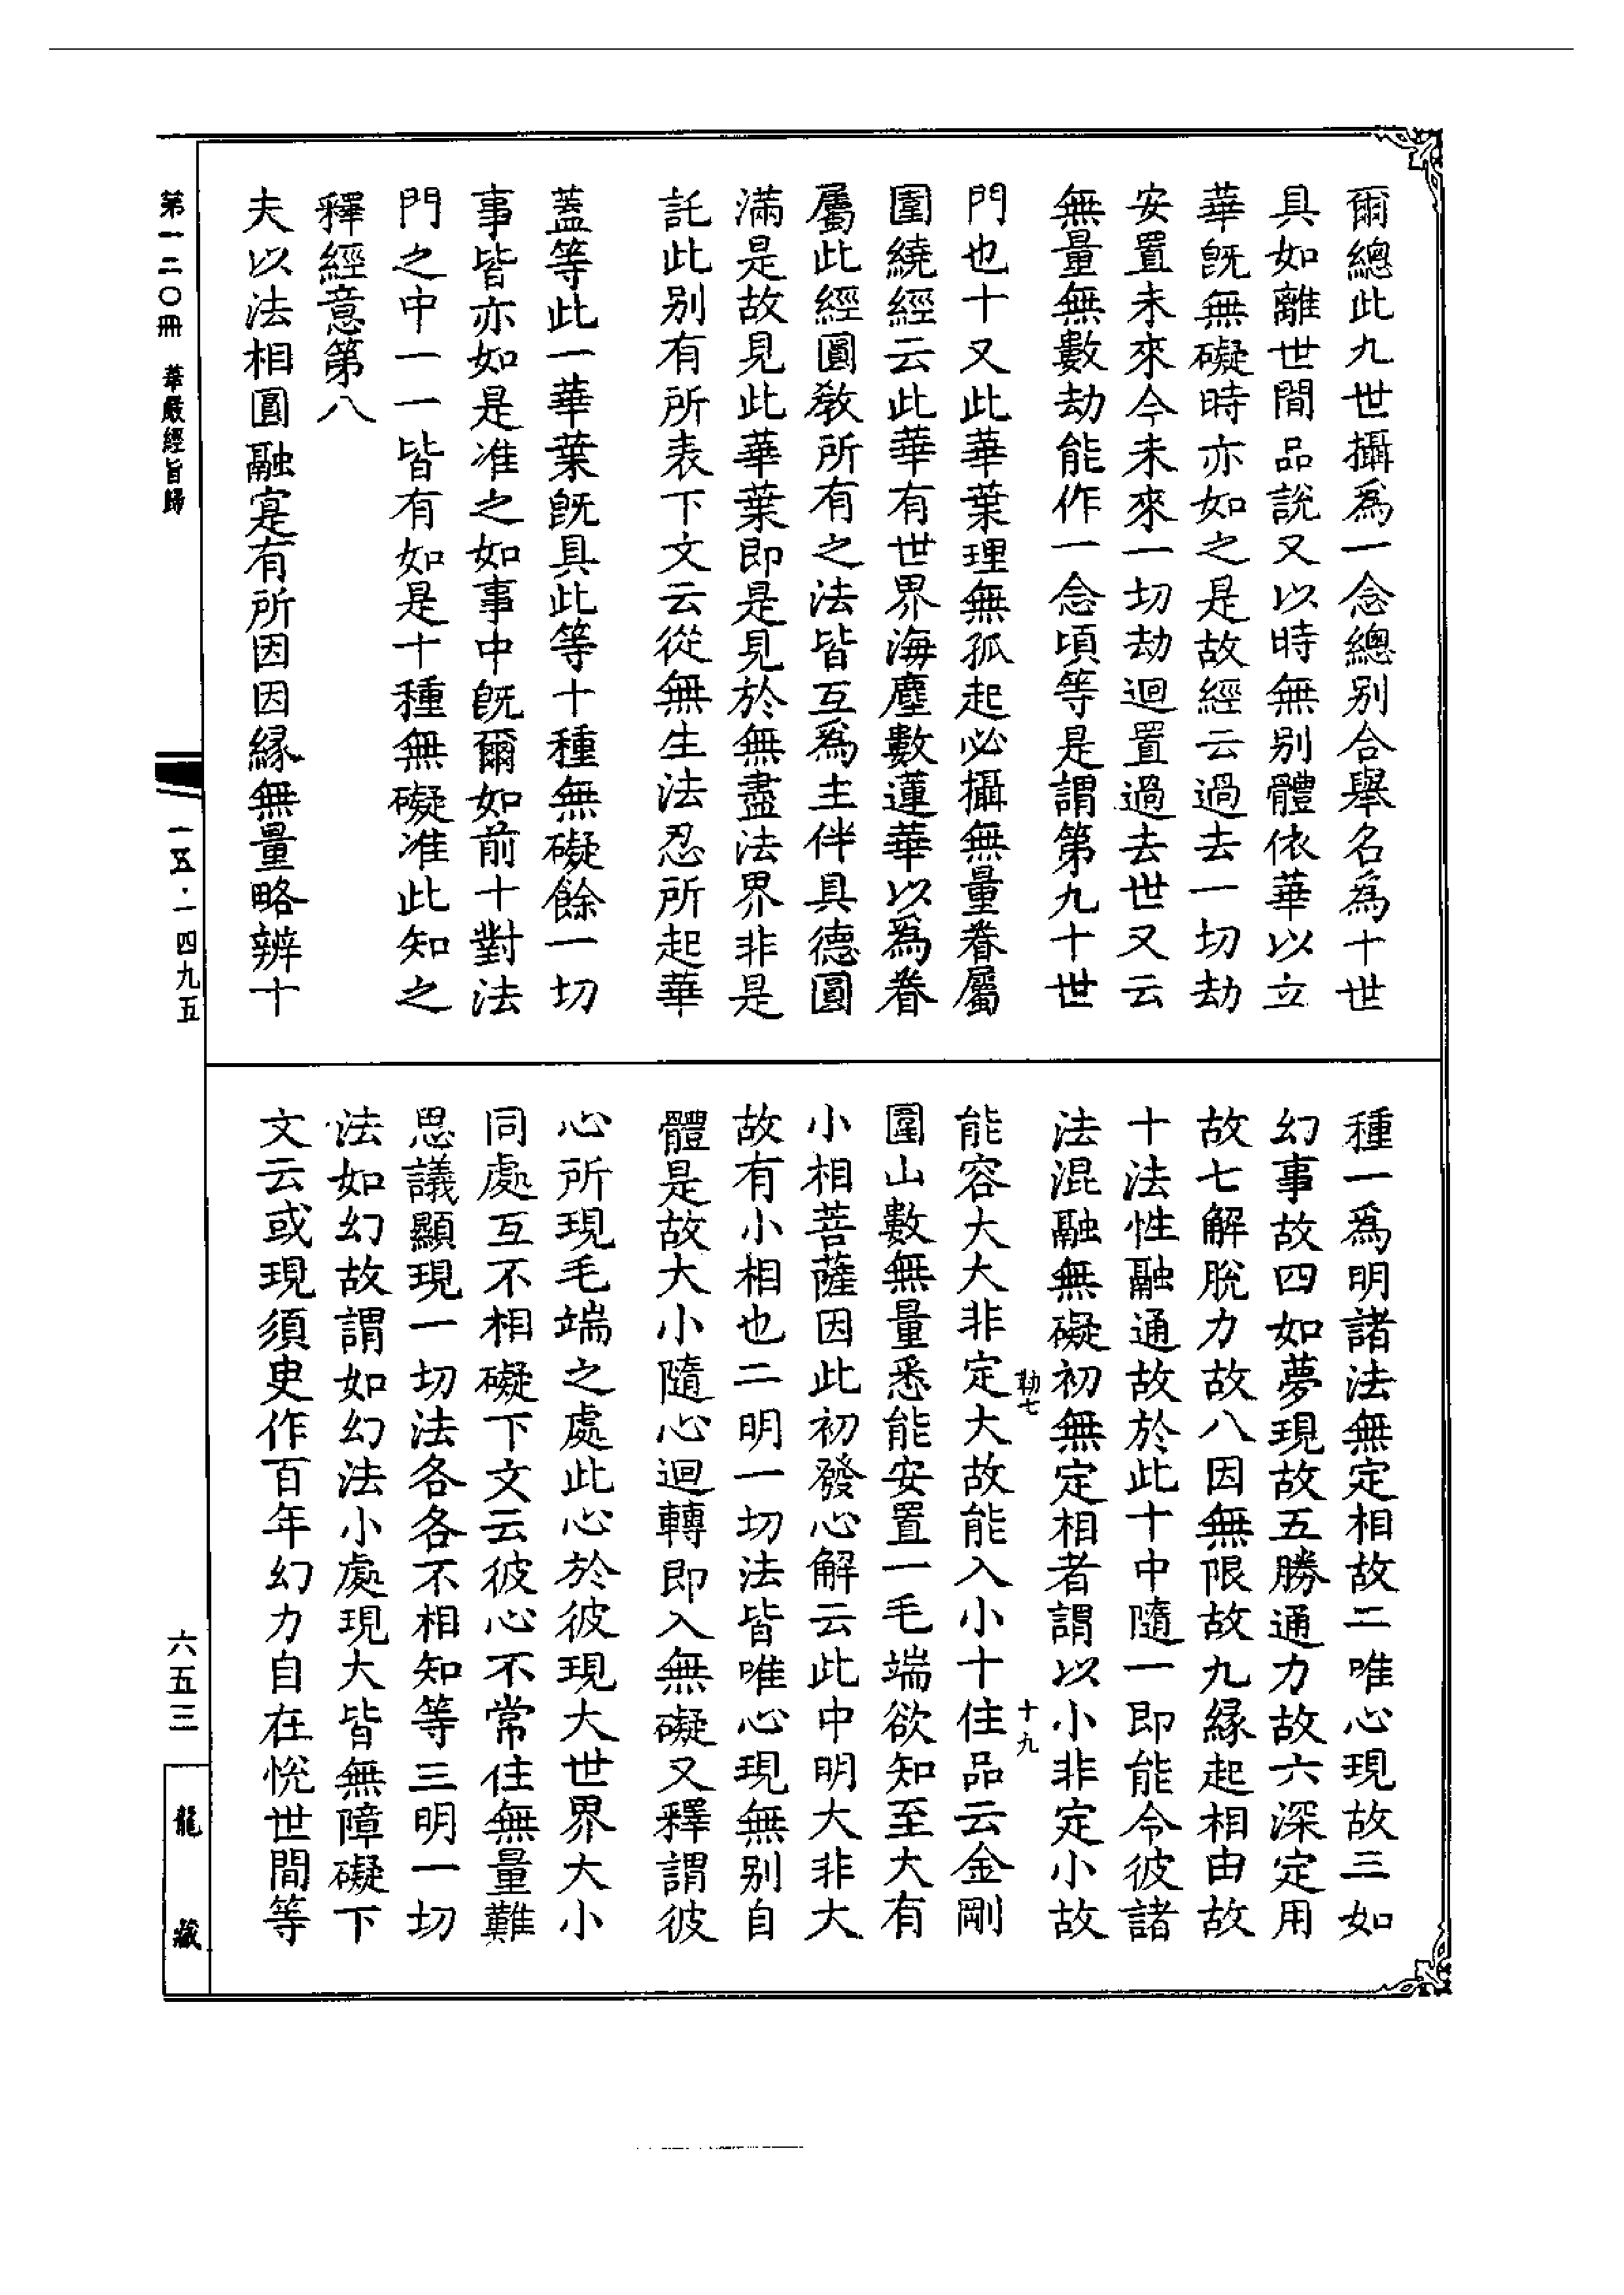 爾總此九世攝為一念總別合舉名為十世
具如離世間品説又以時無別體依華以立
華旣無礙時亦如之是故經云過去一切劫
安置未來今未來一切劫迴置過去世又云
無量無數劫能作一念頃等是謂第九十世
門也十又此華葉理無孤起必攝無量眷屬
圍繞經云此華有世界海塵數蓮華以爲眷
屬此經圓教所有之法皆互爲主伴具德圓
滿是故見此華葉即是見於無盡法界非是
託此別有所表下文云從無生法忍所起華
蓋等此一華葉旣具此等十種無礙餘一切
事皆亦如是准之如事中旣爾如前十對法
門之中一一皆有如是十種無礙准此知之
釋經意第八
夫以法相圓融寔有所因因緣無量略辨十
種一爲明諸法無定相故二唯心現故三如
幻事故四如夢現故五勝通力故六深定用
故七解脫力故八因無限故九緣起相由故
十法性融通故於此十中隨一即能令彼諸
法混融無礙初無定相者謂以小非定小故
勒七 十九
能容大大非定大故能入小十住品云金剛
圍山數無量悉能安置一毛端欲知至大有
小相菩薩因此初發心解云此中明大非大
故有小相也二明一切法皆唯心現無別自
體是故大小隨心迴轉即入無礙又釋謂彼
心所現毛端之處此心於彼現大世界大小
同處互不相礙下文云彼心不常住無量難
思議顯現一切法各各不相知等三明一切
法如幻故謂如幻法小處現大皆無障礙下
文云或現須臾作百年幻力自在悅世間等
第一二〇冊 華嚴經旨歸
一五·一四九五
六五三
龍藏